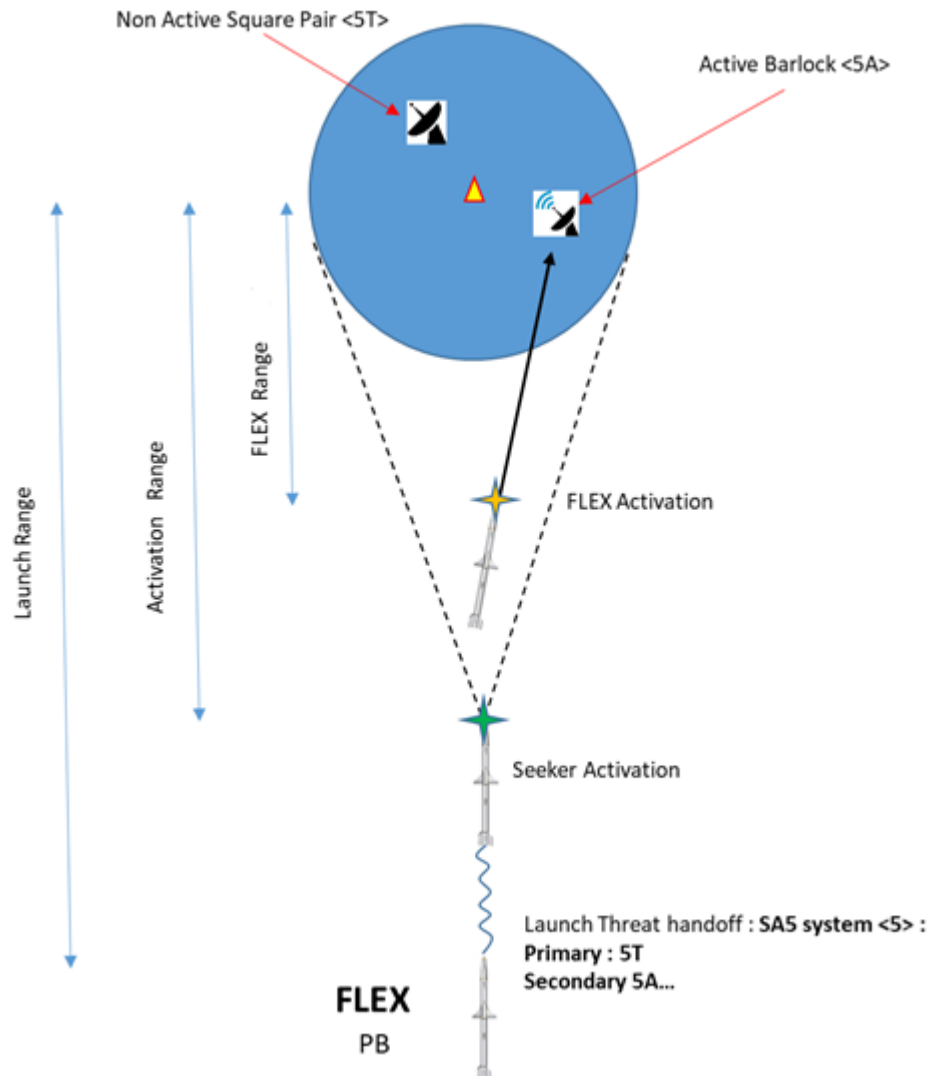 Non Active Square Pair <5T>
Active Barlock <5A>
FLEX Range
Activation Range
Launch Range
FLEX Activation
Seeker Activation
Launch Threat handoff : SA5 system <5> :
Primary : 5T
Secondary 5A...
FLEX
PB